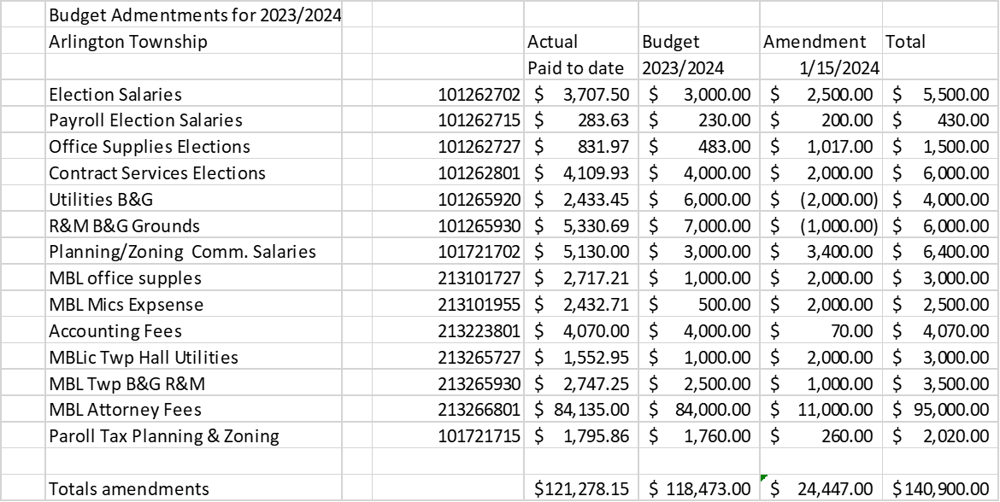 Budget Admentments for 2023/2024
Arlington Township Actual Budget Amendment Total
Paid to date 2023/2024 1/15/2024
Election Salaries 101262702 $ 3,707.50 $ 3,000.00 $ 2,500.00 $ 5,500.00
Payroll Election Salaries 101262715 $ 283.63 $ 230.00 $ 200.00 $ 430.00
Office Supplies Elections 101262727 $ 831.97 $ 483.00 $ 1,017.00 $ 1,500.00
Contract Services Elections 101262801 $ 4,109.93 $ 4,000.00 $ 2,000.00 $ 6,000.00
Utilities B&G 101265920 $ 2,433.45 $ 6,000.00 $ (2,000.00) $ 4,000.00
R&M B&G Grounds 101265930 $ 5,330.69 $ 7,000.00 $ (1,000.00) $ 6,000.00
Planning/Zoning Comm. Salaries 101721702 $ 5,130.00 $ 3,000.00 $ 3,400.00 $ 6,400.00
MBL office supples 213101727 $ 2,717.21 $ 1,000.00 $ 2,000.00 $ 3,000.00
MBL Mics Expsense 213101955 $ 2,432.71 $ 500.00 $ 2,000.00 $ 2,500.00
Accounting Fees 213223801 $ 4,070.00 $ 4,000.00 $ 70.00 $ 4,070.00
MBLic Twp Hall Utilities 213265727 $ 1,552.95 $ 1,000.00 $ 2,000.00 $ 3,000.00
MBL Twp B&G R&M 213265930 $ 2,747.25 $ 2,500.00 $ 1,000.00 $ 3,500.00
MBL Attorney Fees 213266801 $ 84,135.00 $ 84,000.00 $ 11,000.00 $ 95,000.00
Paroll Tax Planning & Zoning 101721715 $ 1,795.86 $ 1,760.00 $ 260.00 $ 2,020.00
Totals amendments $121,278.15 $ 118,473.00 $ 24,447.00 $140,900.00